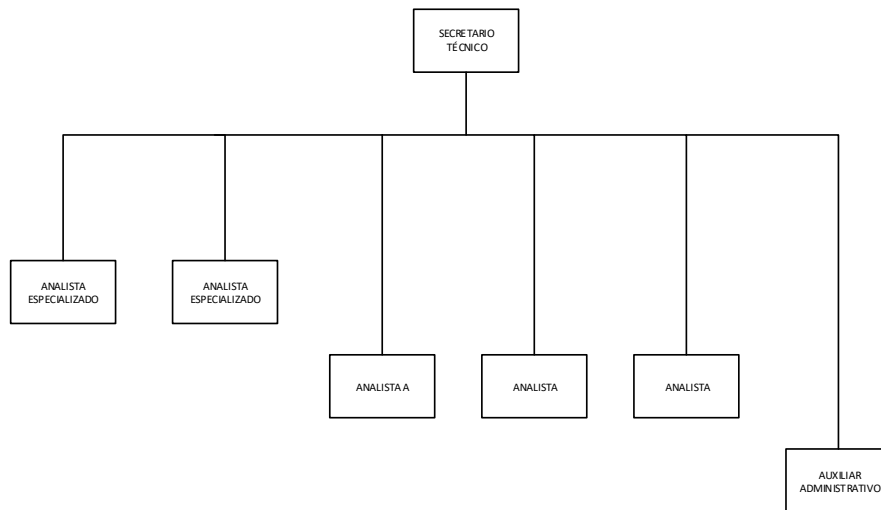 SECRETARIO
TÉCNICO
ANALISTA
ESPECIALIZADO
ANALISTA
ESPECIALIZADO
ANALISTA A
ANALISTA
ANALISTA
AUXILIAR
ADMINISTRATIVO